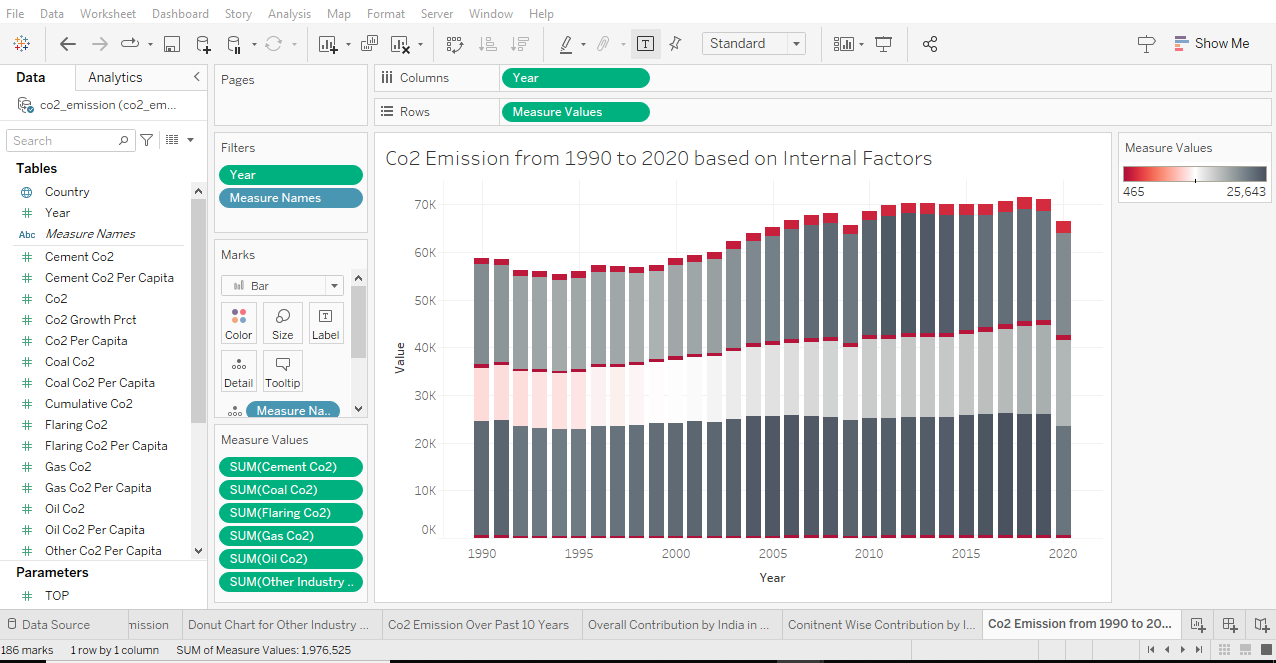 File Data Worksheet Dashboard Story Analysis Map Format Server Window Help
Standard
Show Me
Data Analytics
co2_emission (co2_em...
Search
Tables
Country
Year
Abc Measure Names
Cement Co2
Cement Co2 Per Capita
Co2
Co2 Growth Prct
Co2 Per Capita
Coal Co2
Coal Co2 Per Capita
Cumulative Co2
Flaring Co2
Flaring Co2 Per Capita
Gas Co2
Gas Co2 Per Capita
Oil Co2
Oil Co2 Per Capita
Other Co2 Per Capita
Parameters
TOP
Pages
Filters
Year
Measure Names
Marks
Bar
Color Size Label
Detail Tooltip
Measure Na..
Measure Values
SUM(Cement Co2)
SUM(Coal Co2)
SUM(Flaring Co2)
SUM(Gas Co2)
SUM(Oil Co2)
SUM(Other Industry ..
Columns Year
Rows Measure Values
Co2 Emission from 1990 to 2020 based on Internal Factors
70K
60K
50K
40K
30K
20K
10K
0K
Value
1990 1995 2000 2005 2010 2015 2020
Year
Measure Values
465 25,643
Data Source mission Donut Chart for Other Industry ... Co2 Emission Over Past 10 Years Overall Contribution by India in ... Conitnent Wise Contribution by I... Co2 Emission from 1990 to 20...
186 marks 1 row by 1 column SUM of Measure Values: 1,976,525